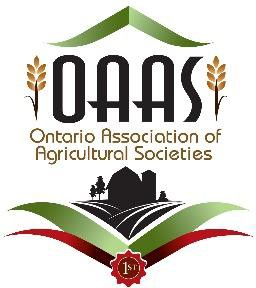 OAAS
Ontario Association of
Agricultural Societies
1ST